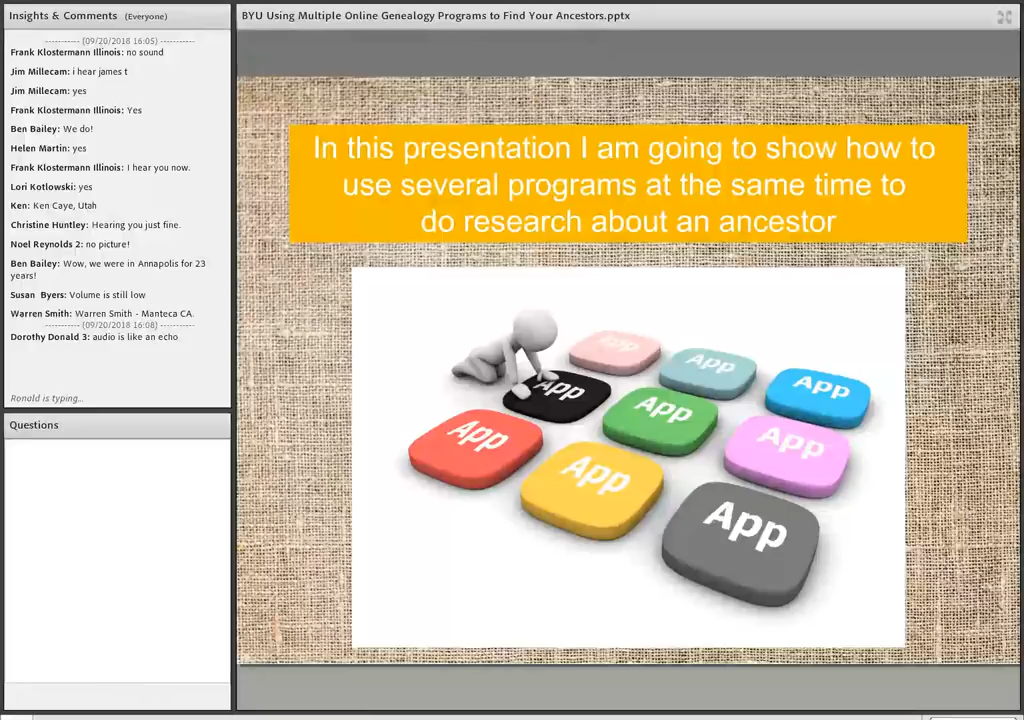 Insights & Comments (Everyone)
---------- (09/20/2018 16:05) ----------
Frank Klostermann Illinois: no sound
Jim Millecam: i hear james t
Jim Millecam: yes
Frank Klostermann Illinois: Yes
Ben Bailey: We do!
Helen Martin: yes
Frank Klostermann Illinois: I hear you now.
Lori Kotlowski: yes
Ken: Ken Caye, Utah
Christine Huntley: Hearing you just fine.
Noel Reynolds 2: no picture!
Ben Bailey: Wow, we were in Annapolis for 23
years!
Susan Byers: Volume is still low
Warren Smith: Warren Smith - Manteca CA.
---------- (09/20/2018 16:08) ----------
Dorothy Donald 3: audio is like an echo
Ronald is typing...
Questions
BYU Using Multiple Online Genealogy Programs to Find Your Ancestors.pptx
In this presentation I am going to show how to
use several programs at the same time to
do research about an ancestor
App
App
App
App
App
App
App
App
App